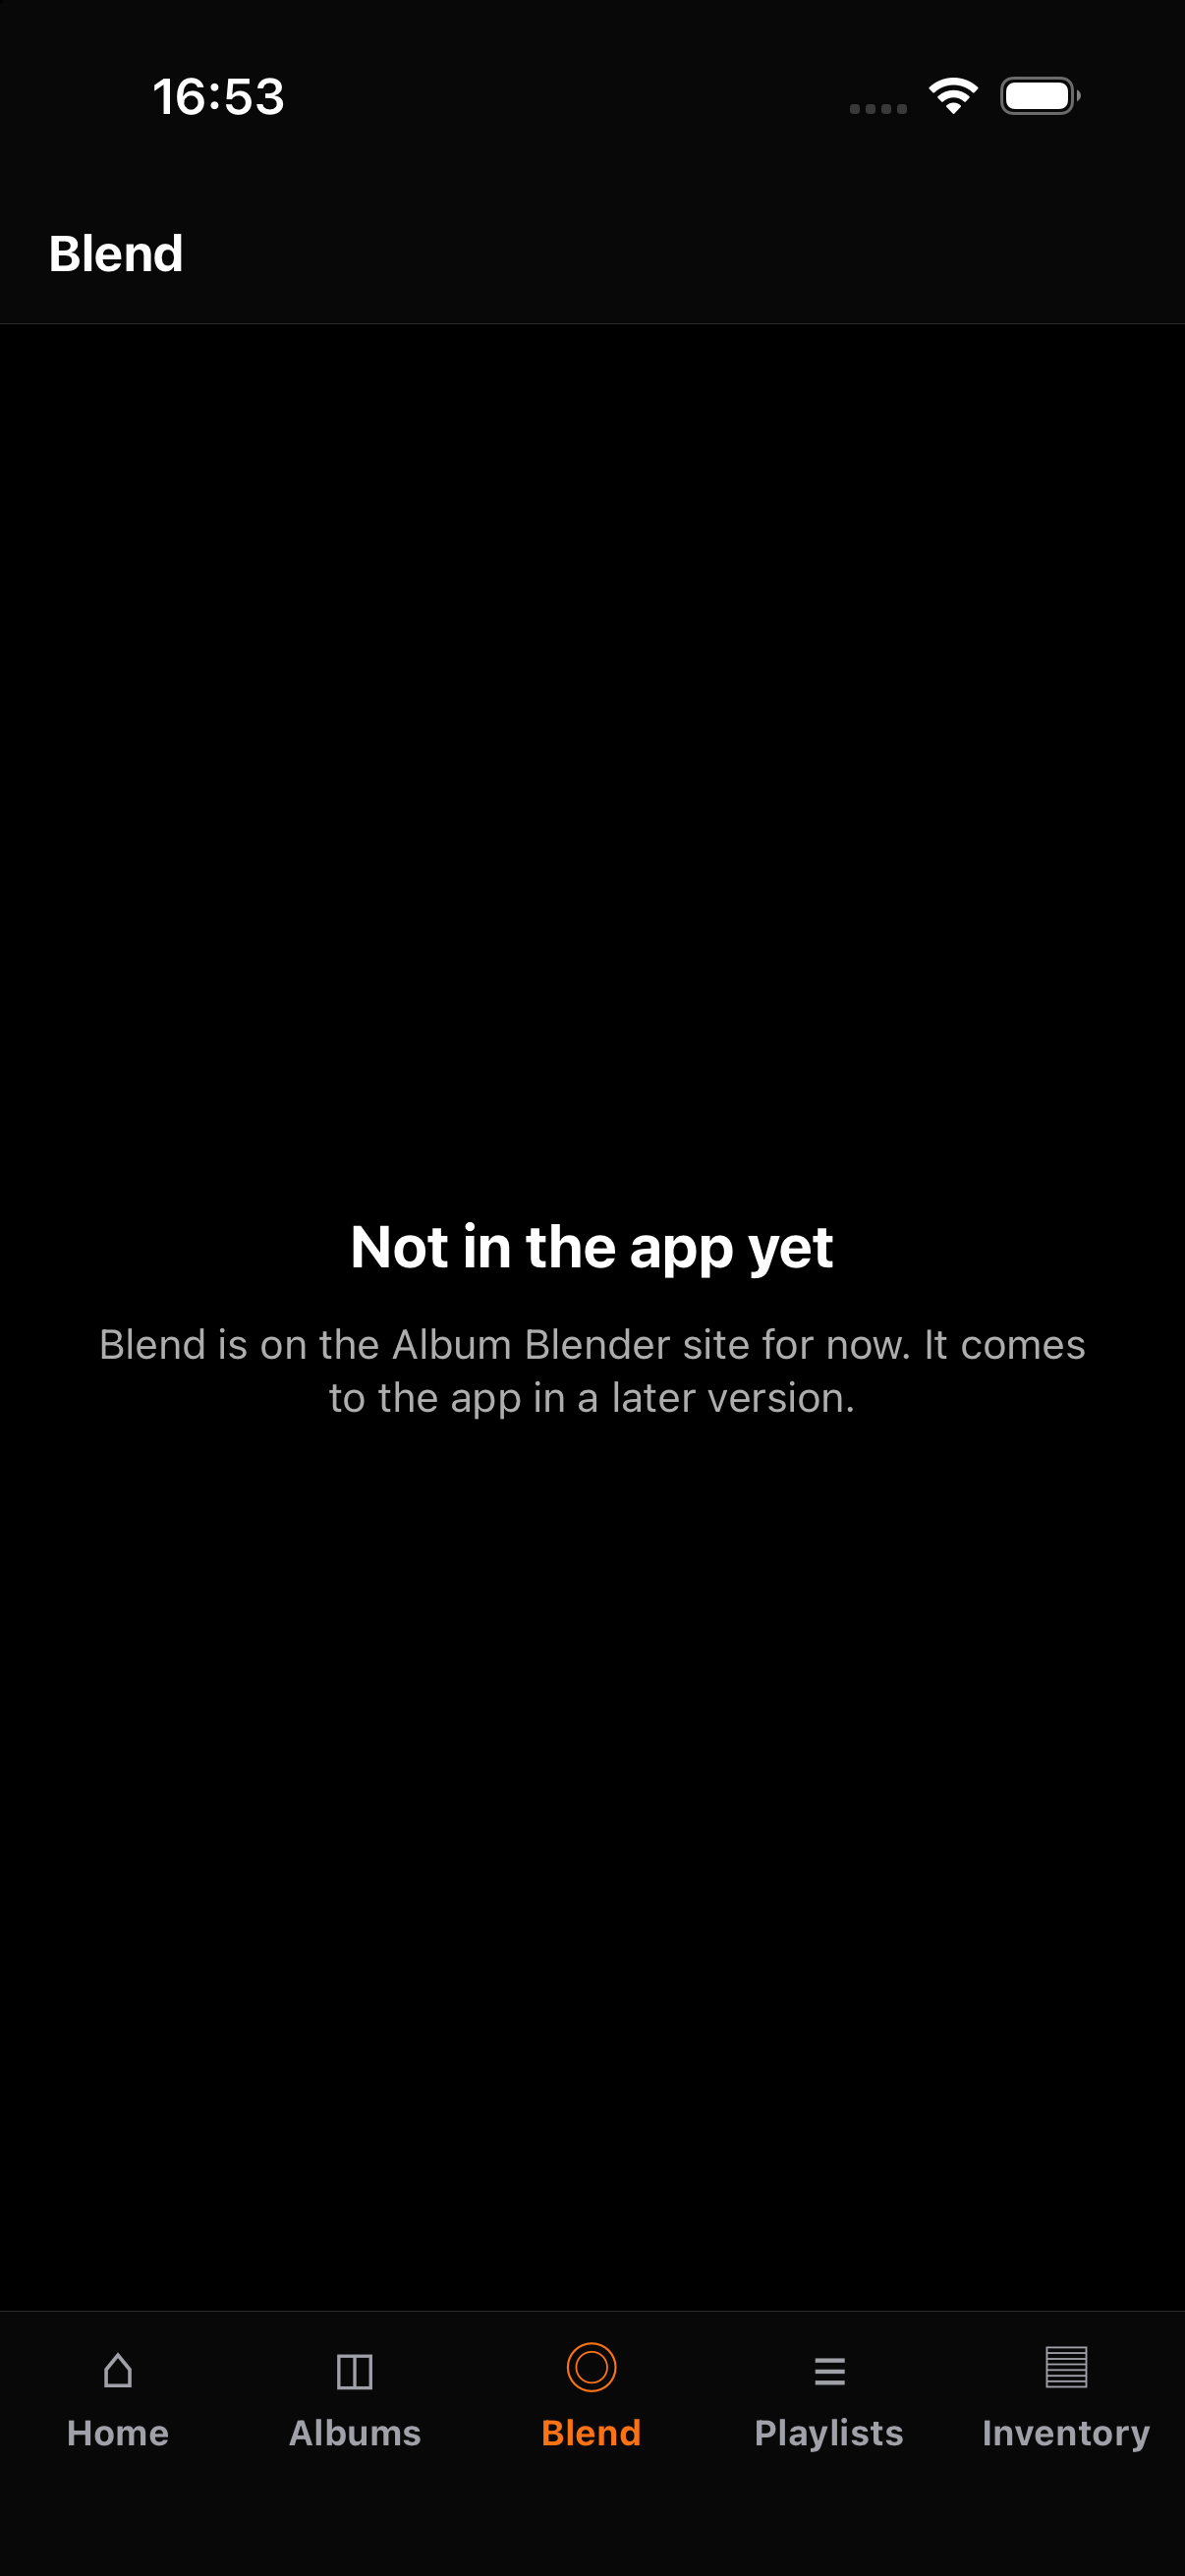 16:53
Blend
Not in the app yet
Blend is on the Album Blender site for now. It comes
to the app in a later version.
Home
Albums
Blend
Playlists
Inventory